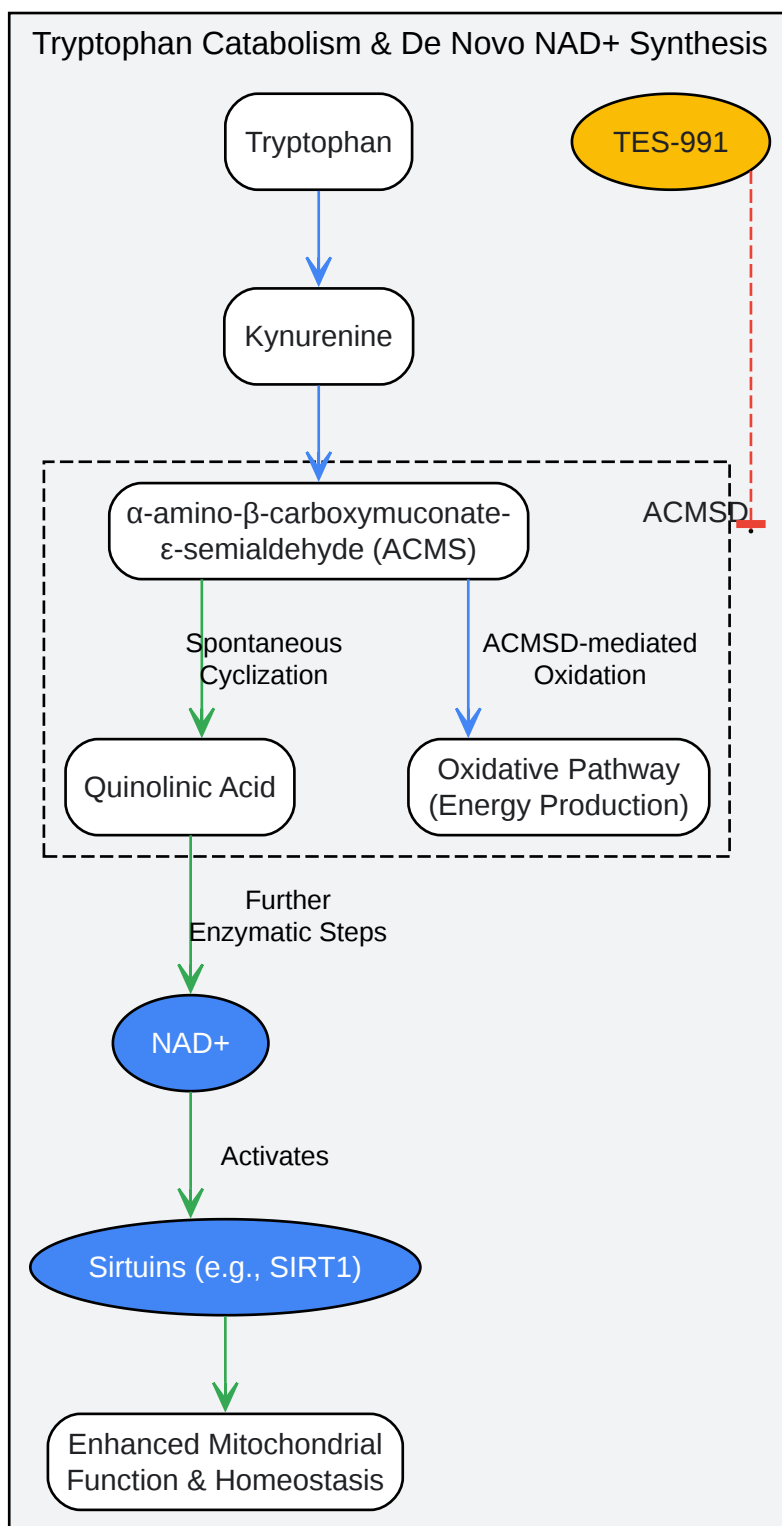 Tryptophan Catabolism & De Novo NAD+ Synthesis
Tryptophan
TES-991
Kynurenine
α-amino-β-carboxymuconate-
ε-semialdehyde (ACMS)
ACMSD
Spontaneous
Cyclization
ACMSD-mediated
Oxidation
Quinolinic Acid
Oxidative Pathway
(Energy Production)
Further
Enzymatic Steps
NAD+
Activates
Sirtuins (e.g., SIRT1)
Enhanced Mitochondrial
Function & Homeostasis